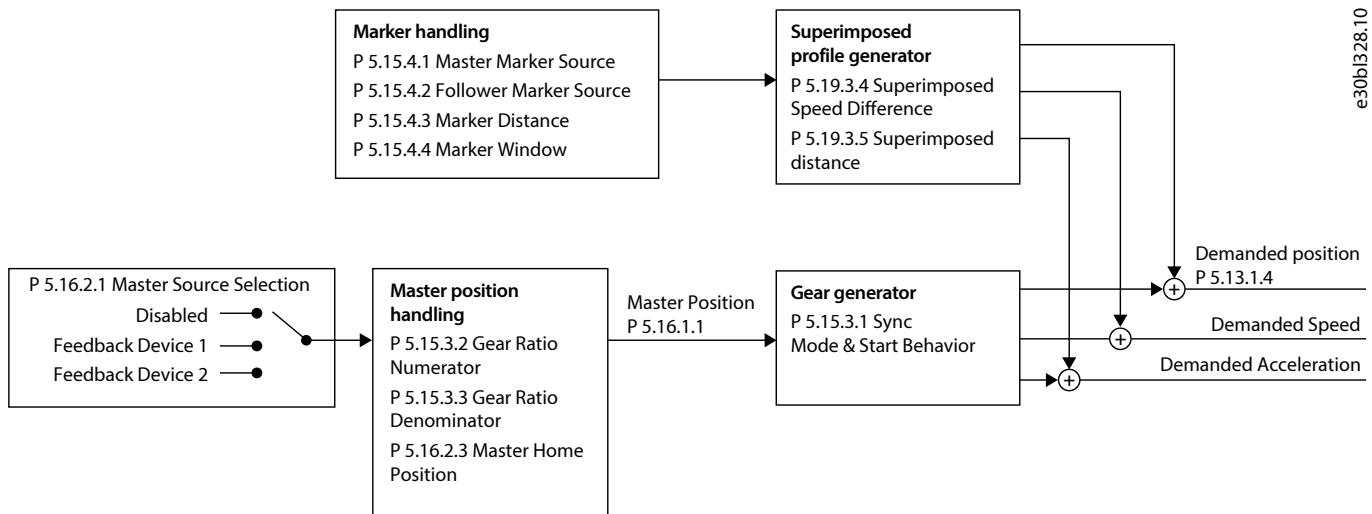 Marker handling
P 5.15.4.1 Master Marker Source
P 5.15.4.2 Follower Marker Source
P 5.15.4.3 Marker Distance
P 5.15.4.4 Marker Window
Superimposed
profile generator
P 5.19.3.4 Superimposed
Speed Difference
P 5.19.3.5 Superimposed
distance
e30bl328.10
P 5.16.2.1 Master Source Selection
Disabled
Feedback Device 1
Feedback Device 2
Master position
handling
P 5.15.3.2 Gear Ratio
Numerator
P 5.15.3.3 Gear Ratio
Denominator
P 5.16.2.3 Master Home
Position
Master Position
P 5.16.1.1
Gear generator
P 5.15.3.1 Sync
Mode & Start Behavior
Demanded position
P 5.13.1.4
Demanded Speed
Demanded Acceleration